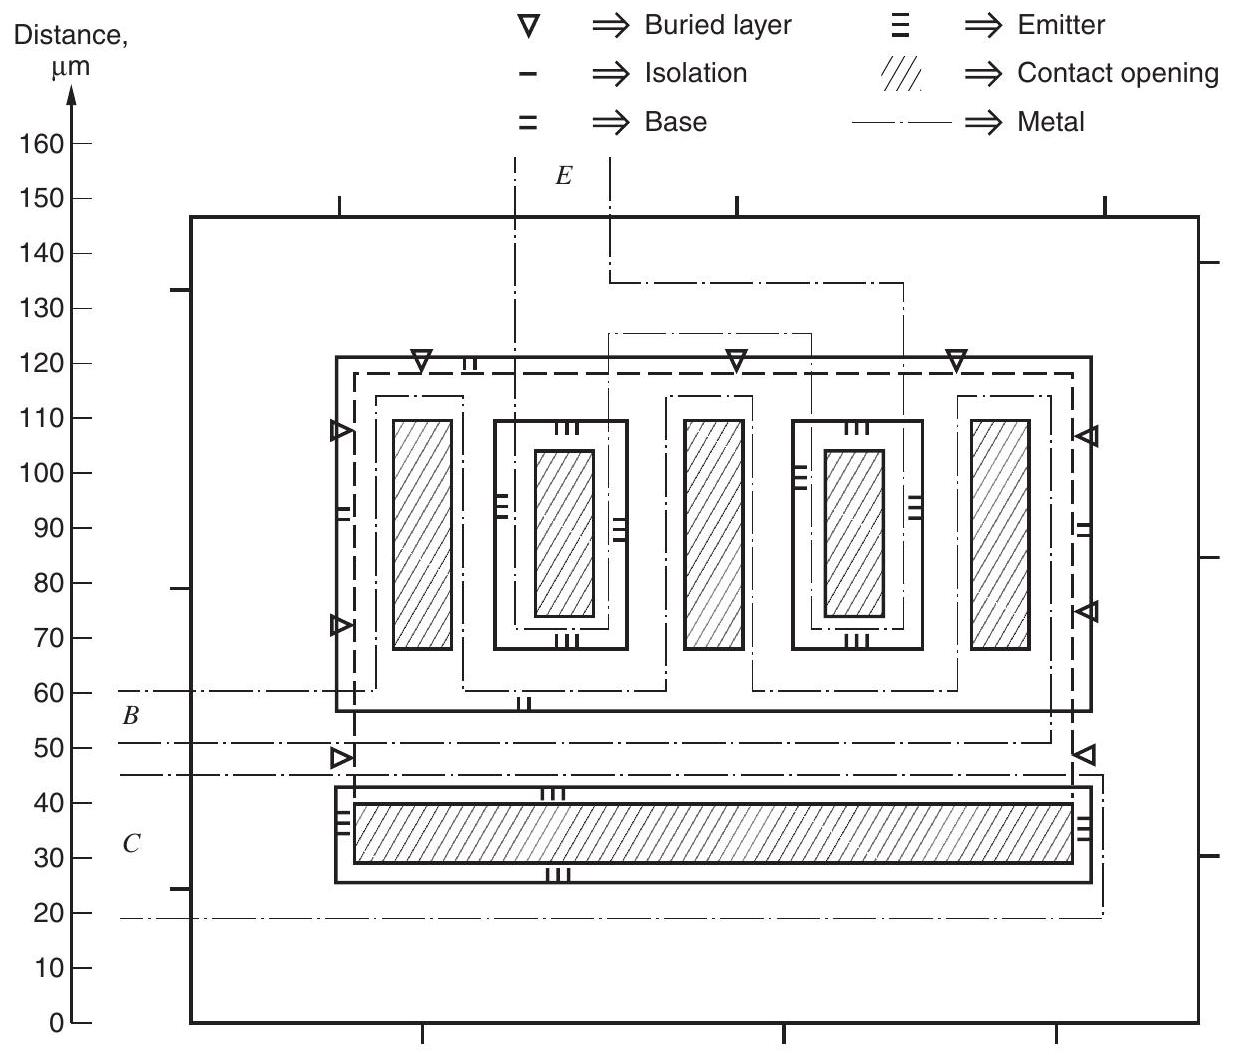 Distance,
μm
⇒ Buried layer
⇒ Emitter
⇒ Isolation
⇒ Contact opening
⇒ Base
⇒ Metal
160
150
140
130
120
110
100
90
80
70
60
50
40
30
20
10
0
E
B
C